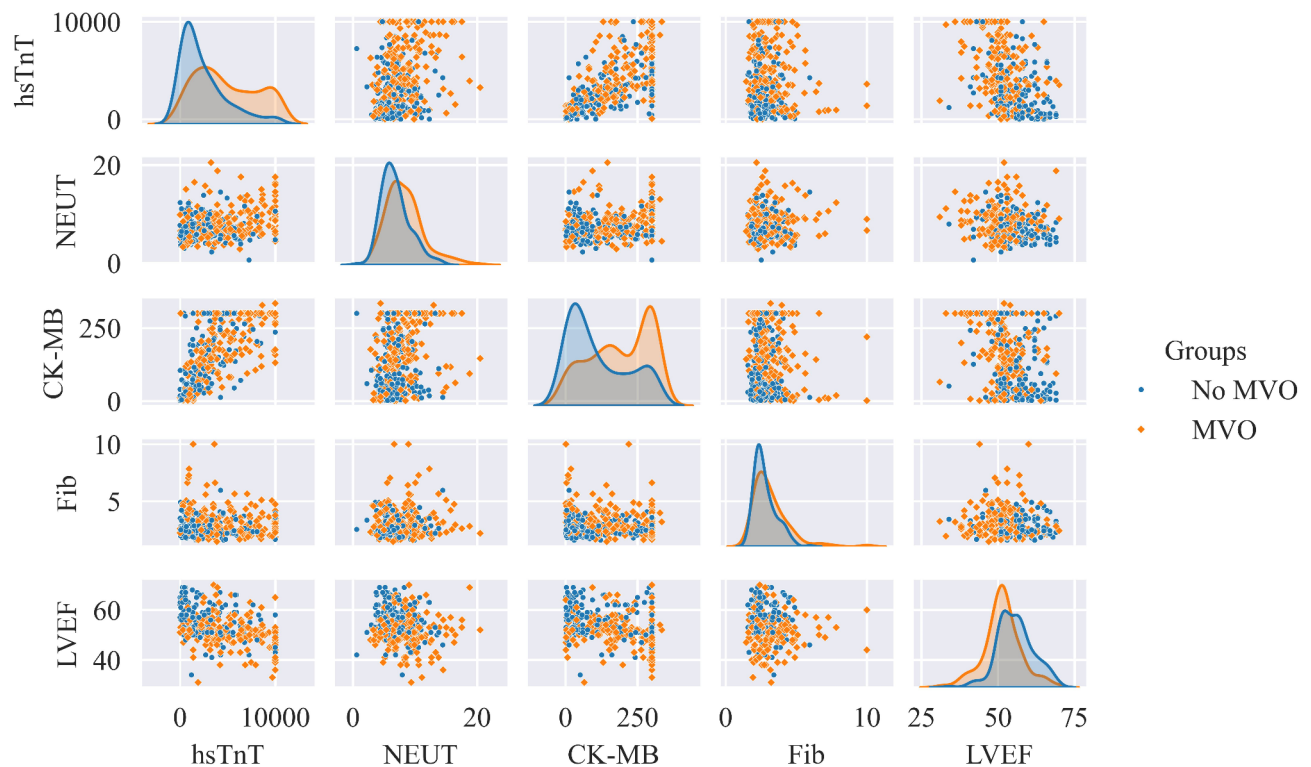 10000
hsTnT
0
20
NEUT
0
250
CK-MB
0
10
Fib
5
60
LVEF
40
Groups
No MVO
MVO
0 10000 0 20 0 250 0 10 25 50 75
hsTnT NEUT CK-MB Fib LVEF